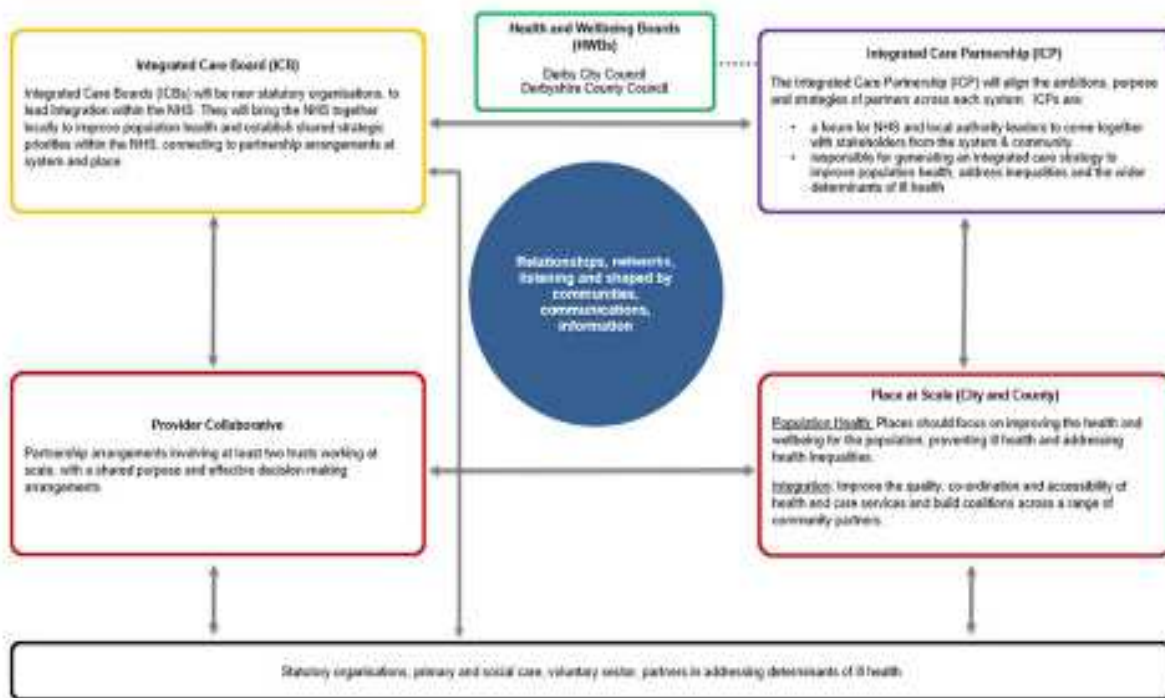 Health and Wellbeing Boards
(HWBs)
Derby City Council
Derbyshire County Council
Integrated Care Board (ICB)
Integrated Care Boards (ICBs) will be new statutory organisations, to
lead integration within the NHS. They will bring the NHS together
locally to improve population health and establish shared strategic
priorities within the NHS, connecting to partnership arrangements at
system and place
Integrated Care Partnership (ICP)
The Integrated Care Partnership (ICP) will align the ambitions, purpose
and strategies of partners across each system. ICPs are:
• a forum for NHS and local authority leaders to come together
with stakeholders from the system & community
• responsible for generating an integrated care strategy to
improve population health, address inequalities and the wider
determinants of ill health
Relationships, networks,
listening and shaped by
communities,
communications,
information
Provider Collaborative
Partnership arrangements involving at least two trusts working at
scale, with a shared purpose and effective decision making
arrangements
Place at Scale (City and County)
Population Health: Places should focus on improving the health and
wellbeing for the population, preventing ill health and addressing
health inequalities.
Integration: Improve the quality, co-ordination and accessibility of
health and care services and build coalitions across a range of
community partners.
Statutory organisations, primary and social care, voluntary sector, partners in addressing determinants of ill health